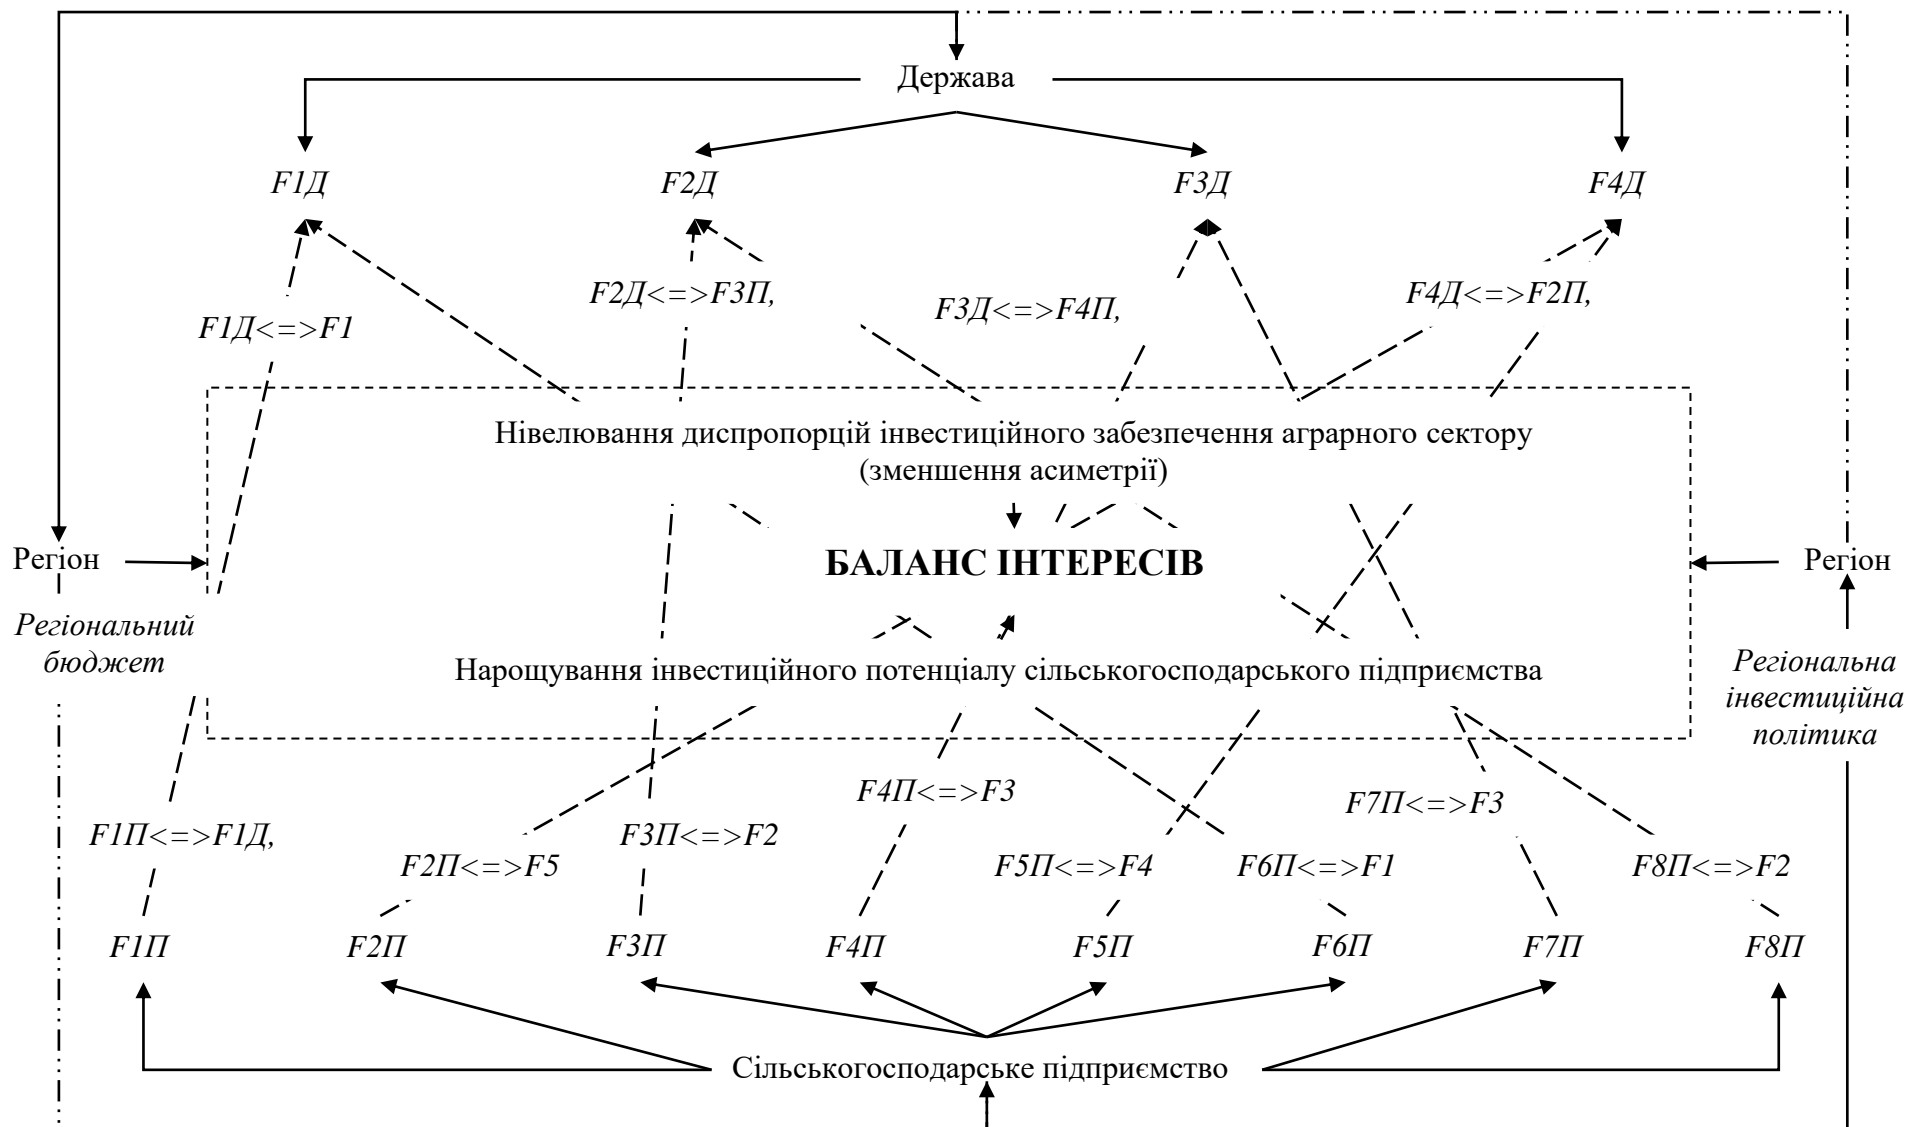 Держава
F1Д
F2Д
F3Д
F4Д
F2Д<=>F3П,
F3Д<=>F4П,
F4Д<=>F2П,
F1Д<=>F1
Нівелювання диспропорцій інвестиційного забезпечення аграрного сектору
(зменшення асиметрії)
Регіон
БАЛАНС ІНТЕРЕСІВ
Регіон
Регіональний
бюджет
Нарощування інвестиційного потенціалу сільськогосподарського підприємства
Регіональна
інвестиційна
політика
F4П<=>F3
F7П<=>F3
F1П<=>F1Д,
F3П<=>F2
F2П<=>F5
F5П<=>F4
F6П<=>F1
F8П<=>F2
F1П
F2П
F3П
F4П
F5П
F6П
F7П
F8П
Сільськогосподарське підприємство